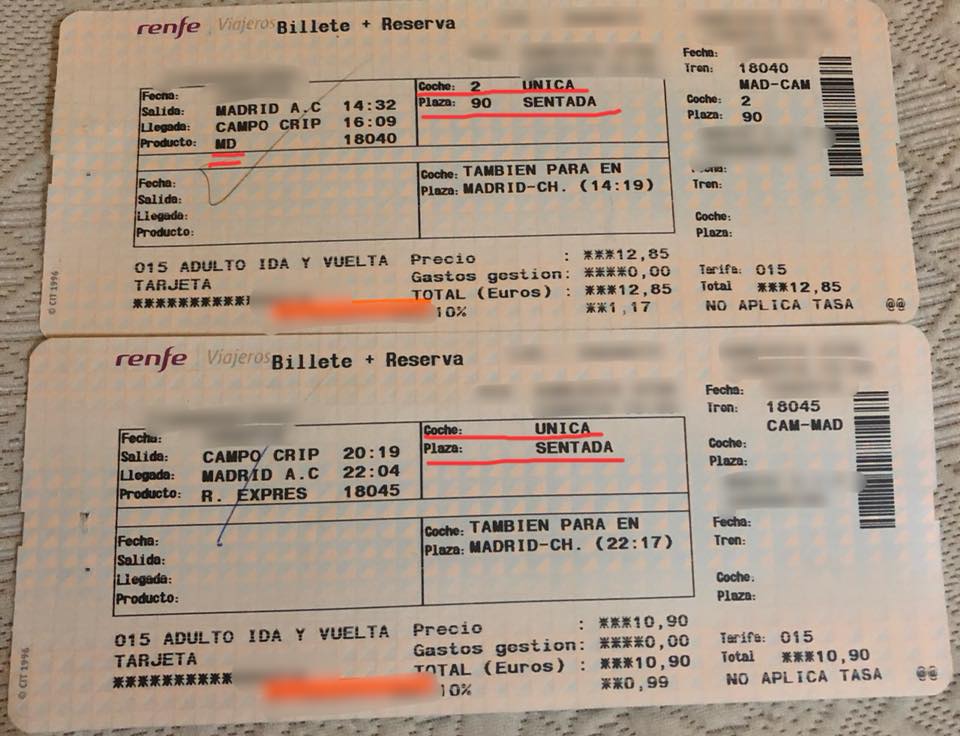 renfe Viajeros Billete + Reserva
Fecha:
Salida: MADRID A.C 14:32
Llegada: CAMPO CRIP 16:09
Producto: MD 18040
Coche: 2 UNICA
Plaza: 90 SENTADA
Fecha:
Salida:
Llegada:
Producto:
Coche: TAMBIEN PARA EN
Plaza: MADRID-CH. (14:19)
015 ADULTO IDA Y VUELTA
TARJETA
Precio : ***12,85
Gastos gestion: ****0,00
TOTAL (Euros) : ***12,85
10% **1,17
Fecha:
Tren: 18040
MAD-CAM
Coche: 2
Plaza: 90
Tren:
Coche:
Plaza:
Tarifa: 015
Total ***12,85
NO APLICA TASA @@
© CIT 1996
renfe Viajeros Billete + Reserva
Fecha:
Salida: CAMPO CRIP 20:19
Llegada: MADRID A.C 22:04
Producto: R. EXPRES 18045
Coche: UNICA
Plaza: SENTADA
Fecha:
Salida:
Llegada:
Producto:
Coche: TAMBIEN PARA EN
Plaza: MADRID-CH. (22:17)
015 ADULTO IDA Y VUELTA
TARJETA
**********
Precio : ***10,90
Gastos gestion: ****0,00
TOTAL (Euros) : ***10,90
10% **0,99
Fecha:
Tren: 18045
CAM-MAD
Coche:
Plaza:
Fecha:
Tren:
Coche:
Plaza:
Tarifa: 015
Total ***10,90
NO APLICA TASA @@
© CIT 1996